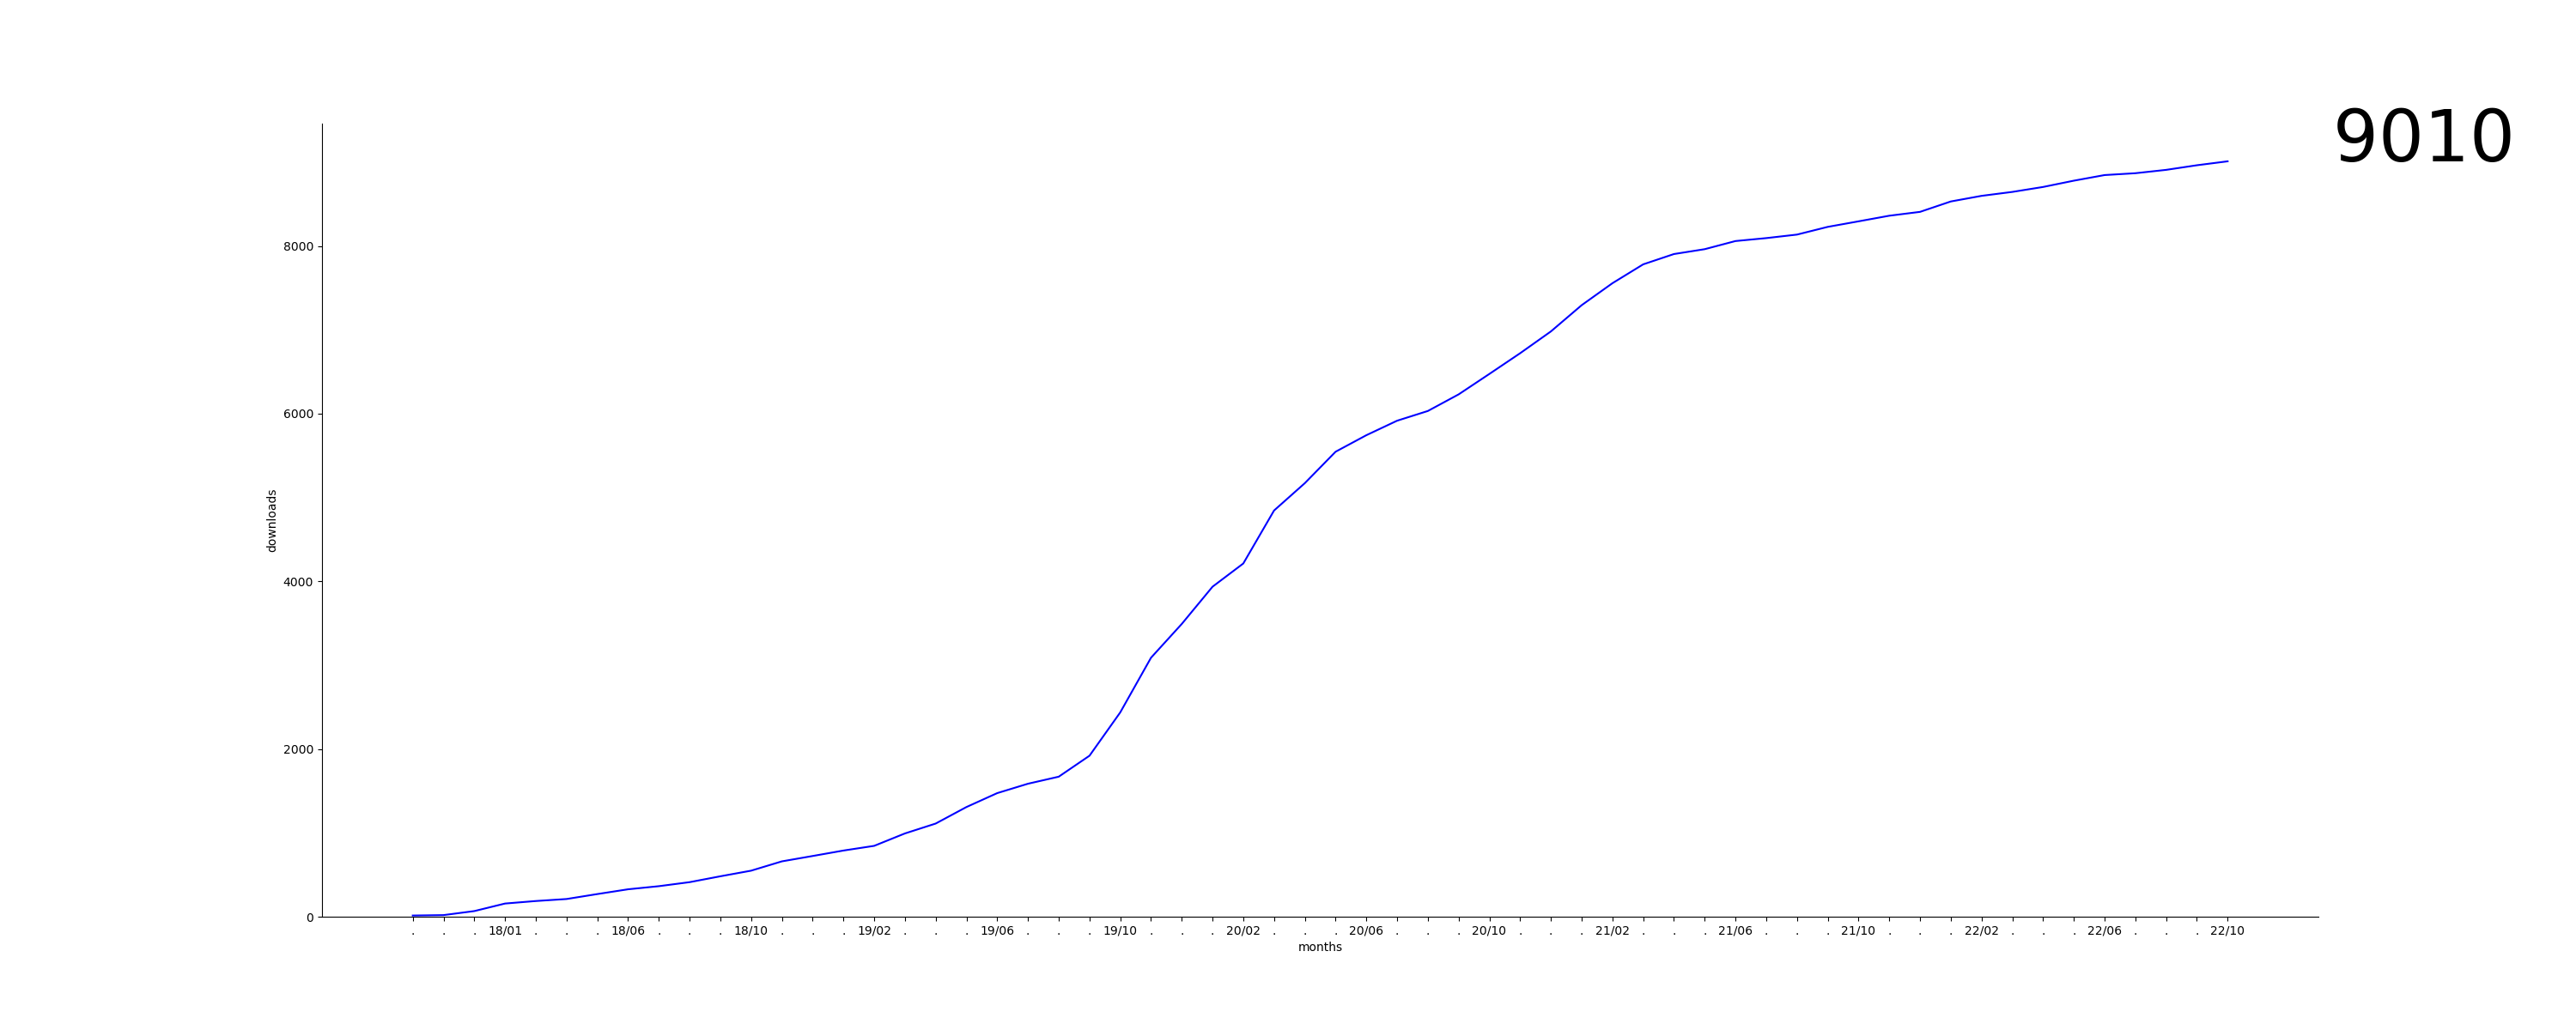 9010
8000
6000
4000
2000
0
downloads
. . . 18/01 . . . 18/06 . . . 18/10 . . . 19/02 . . . 19/06 . . . 19/10 . . . 20/02 . . . 20/06 . . . 20/10 . . . 21/02 . . . 21/06 . . . 21/10 . . . 22/02 . . . 22/06 . . . 22/10
months